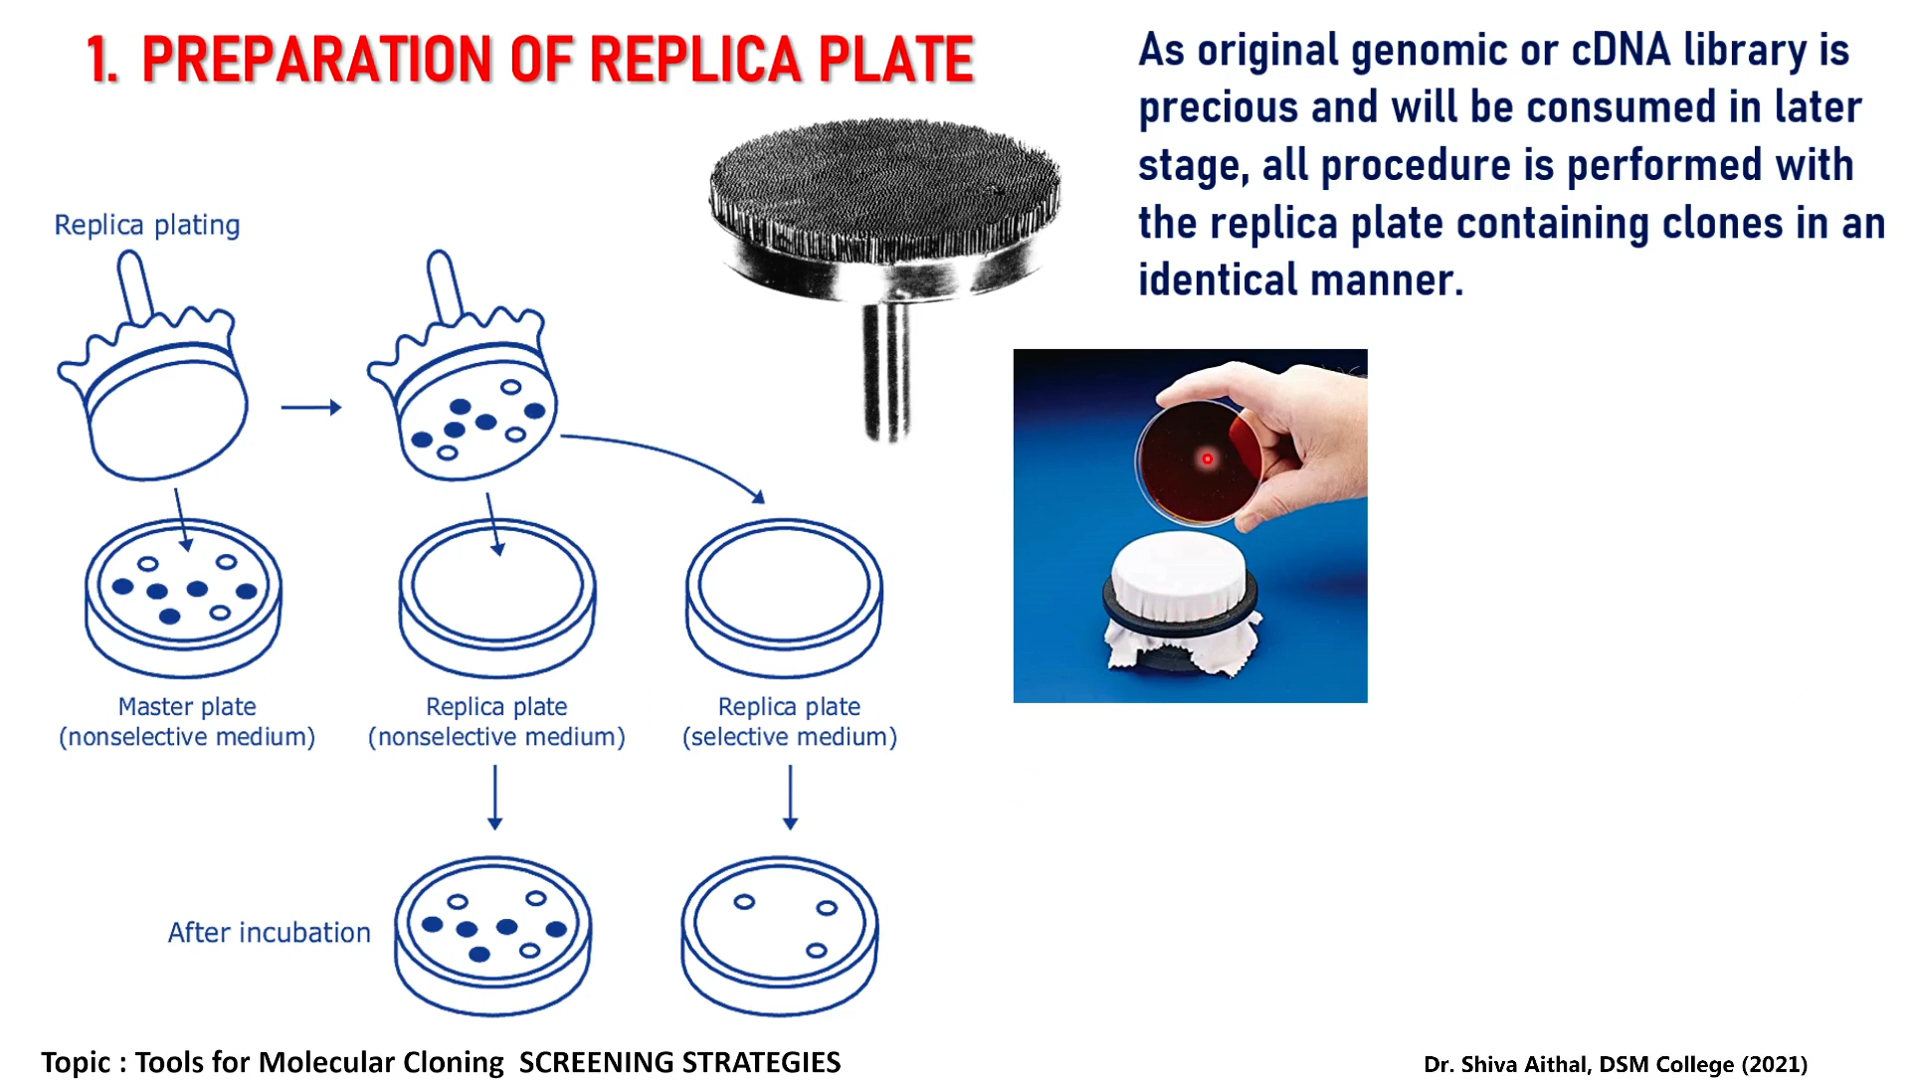 1. PREPARATION OF REPLICA PLATE
As original genomic or cDNA library is
precious and will be consumed in later
stage, all procedure is performed with
the replica plate containing clones in an
identical manner.
Replica plating
Master plate
(nonselective medium)
Replica plate
(nonselective medium)
Replica plate
(selective medium)
After incubation
Topic : Tools for Molecular Cloning SCREENING STRATEGIES
Dr. Shiva Aithal, DSM College (2021)